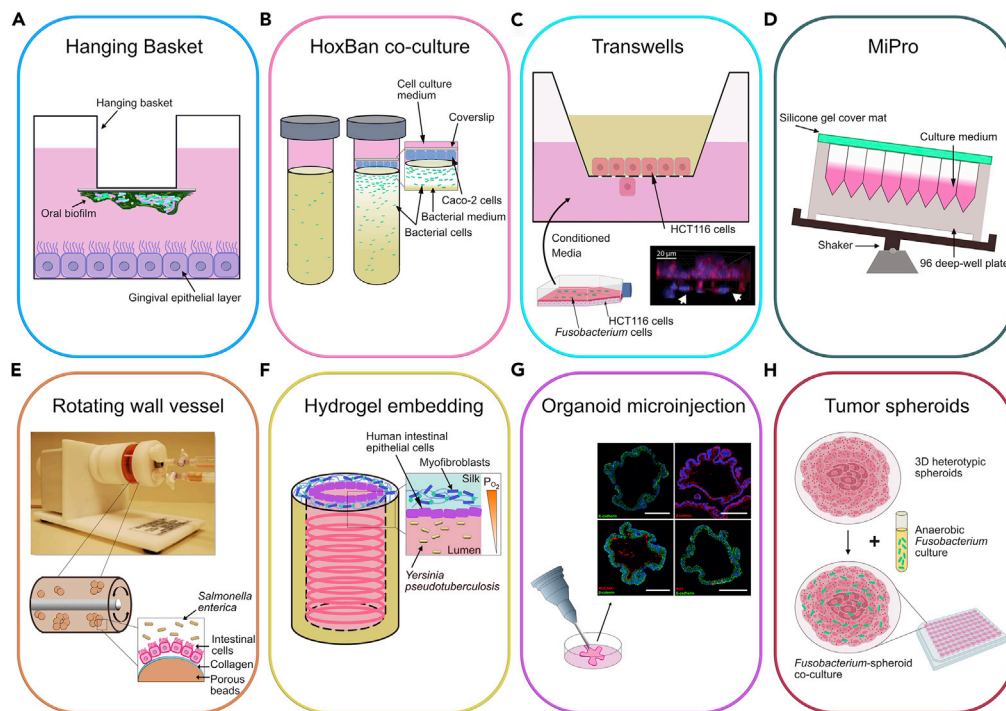 A
Hanging Basket
Hanging basket
Oral biofilm
Gingival epithelial layer
B
HoxBan co-culture
Cell culture
medium
Coverslip
Caco-2 cells
Bacterial medium
Bacterial cells
C
Transwells
HCT116 cells
Conditioned
Media
20 µm
HCT116 cells
Fusobacterium cells
D
MiPro
Silicone gel cover mat
Culture medium
Shaker
96 deep-well plate
E
Rotating wall vessel
Salmonella
enterica
Intestinal
cells
Collagen
Porous
beads
F
Hydrogel embedding
Human intestinal
epithelial cells
Myofibroblasts
Silk
PO2
Lumen
Yersinia
pseudotuberculosis
G
Organoid microinjection
E-cadherin
E-cadherin
H
Tumor spheroids
3D heterotypic
spheroids
+
Anaerobic
Fusobacterium
culture
Fusobacterium-spheroid
co-culture